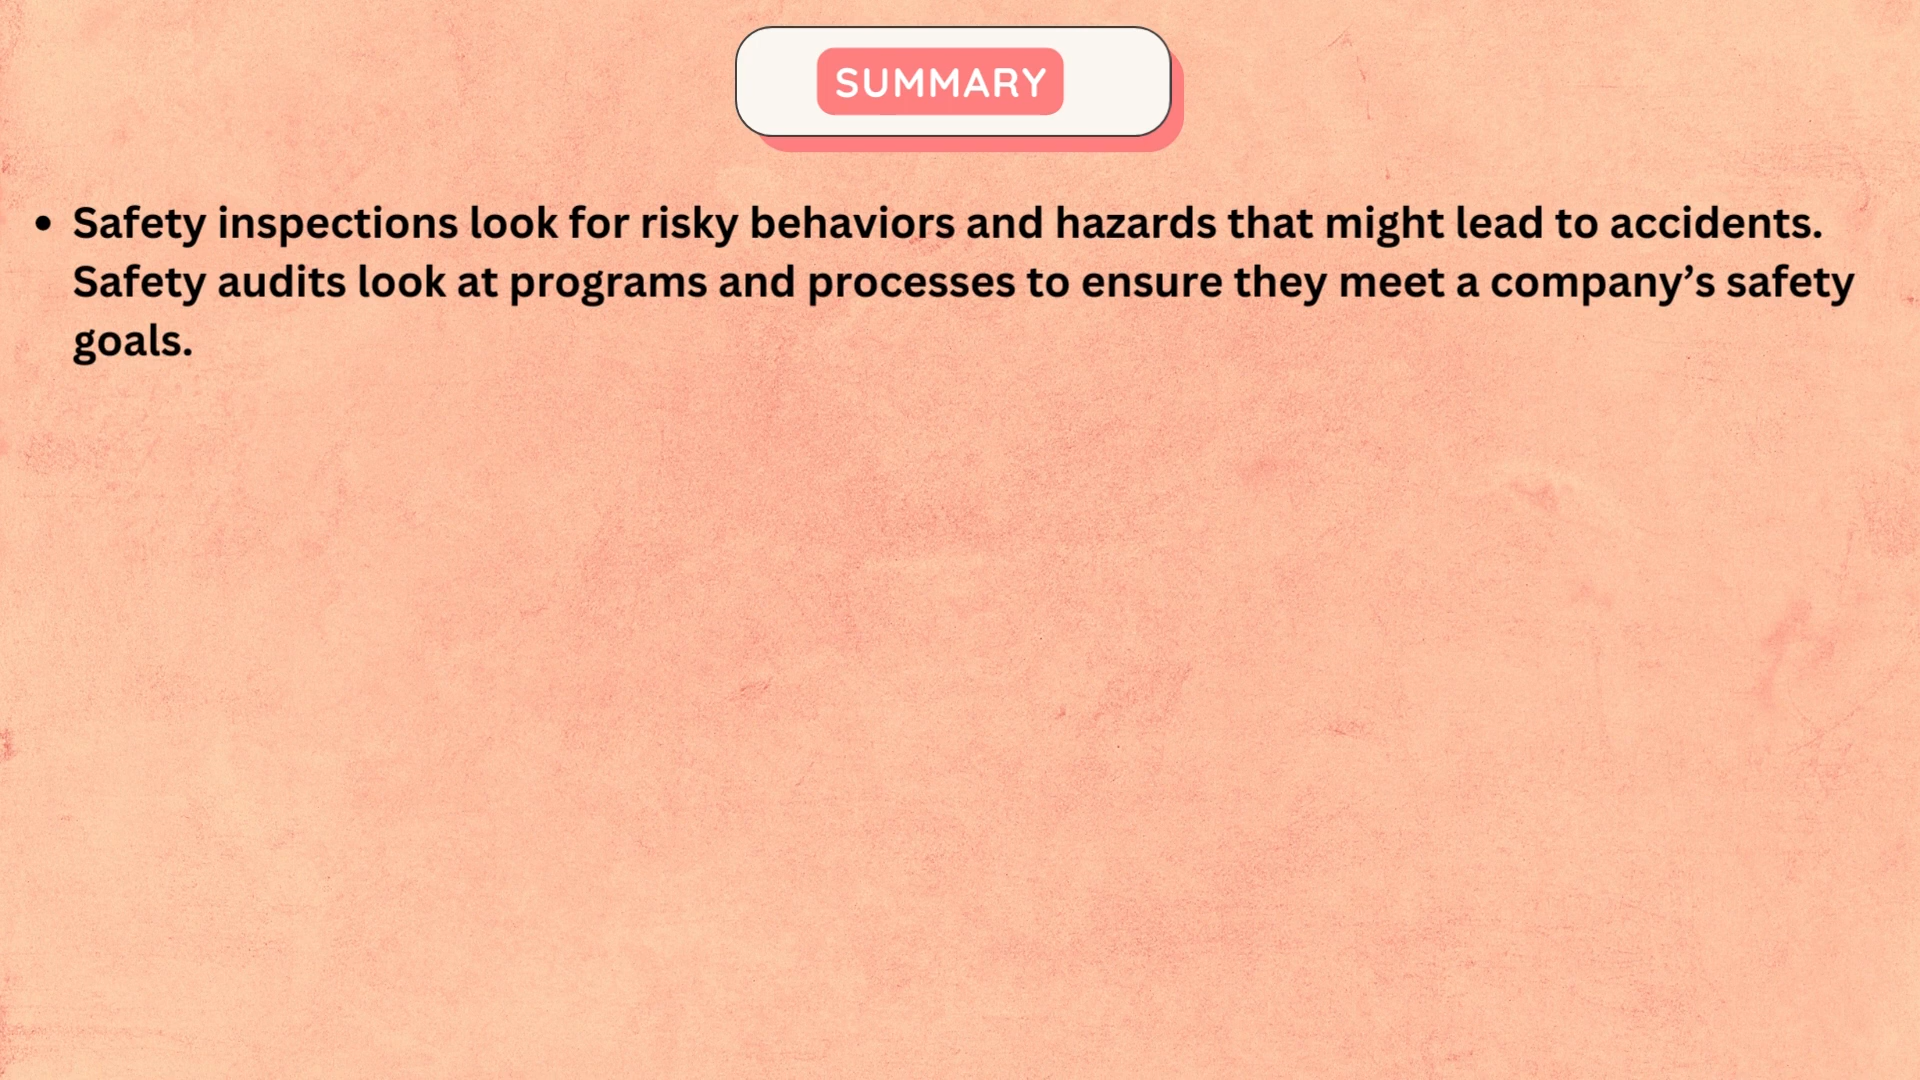 SUMMARY
• Safety inspections look for risky behaviors and hazards that might lead to accidents.
Safety audits look at programs and processes to ensure they meet a company’s safety
goals.